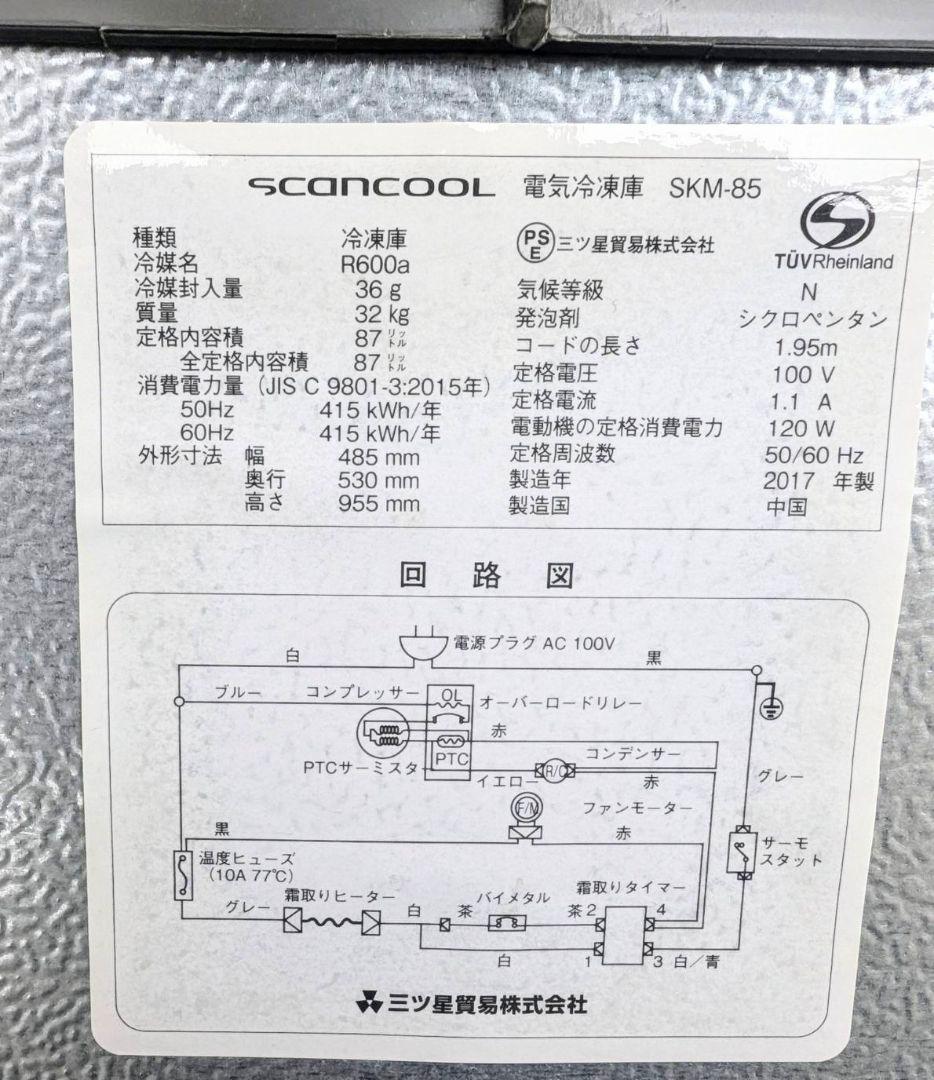 SCANCOOL 電気冷凍庫 SKM-85
種類 冷凍庫
冷媒名 R600a
冷媒封入量 36 g
質量 32 kg
定格内容積 87 リットル
全定格内容積 87 リットル
消費電力量（JIS C 9801-3:2015年）
50Hz 415 kWh/年
60Hz 415 kWh/年
外形寸法 幅 485 mm
奥行 530 mm
高さ 955 mm
PSE 三ツ星貿易株式会社
TÜVRheinland
気候等級 N
発泡剤 シクロペンタン
コードの長さ 1.95m
定格電圧 100 V
定格電流 1.1 A
電動機の定格消費電力 120 W
定格周波数 50/60 Hz
製造年 2017 年製
製造国 中国
回路図
電源プラグ AC 100V
白
黒
ブルー
コンプレッサー
OL
オーバーロードリレー
赤
PTC
PTCサーミスタ
コンデンサー
イエロー
R/C
赤
グレー
F/M
ファンモーター
黒
赤
サーモ
スタット
温度ヒューズ
（10A 77℃）
霜取りヒーター
グレー
白
茶
バイメタル
霜取りタイマー
茶 2
4
白
1
3 白／青
三ツ星貿易株式会社